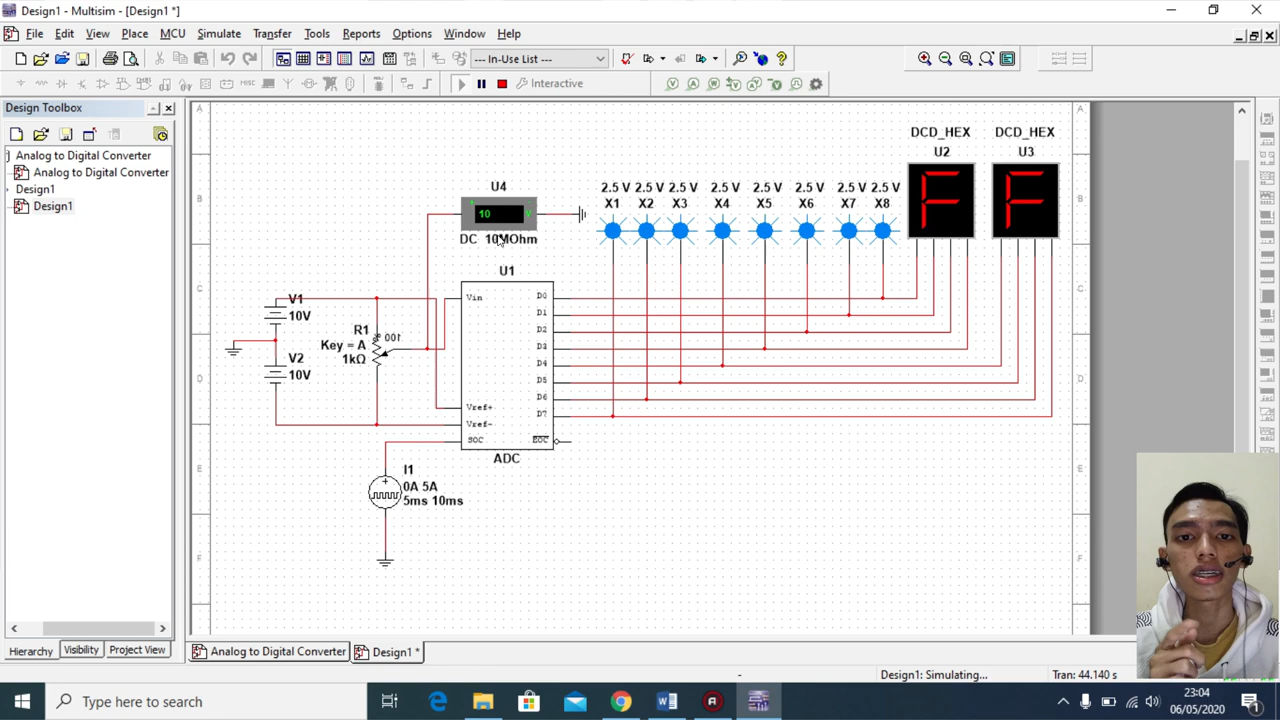 Design1 - Multisim - [Design1 *]
File Edit View Place MCU Simulate Transfer Tools Reports Options Window Help
--- In-Use List ---
Interactive
Design Toolbox
Analog to Digital Converter
Analog to Digital Converter
Design1
Design1
Hierarchy Visibility Project View
A A
B B
C C
D D
E E
F F
DCD_HEX DCD_HEX
U2 U3
F F
U4
10 V
DC 10MOhm
2.5 V 2.5 V 2.5 V 2.5 V 2.5 V 2.5 V 2.5 V 2.5 V
X1 X2 X3 X4 X5 X6 X7 X8
U1
Vin
Vref+
Vref-
SOC
D0
D1
D2
D3
D4
D5
D6
D7
EOC
ADC
V1
10V
V2
10V
R1
100
Key = A
1kΩ
I1
0A 5A
5ms 10ms
Analog to Digital Converter Design1 *
- Design1: Simulating... Tran: 44.140 s
Type here to search
23:04
06/05/2020
1